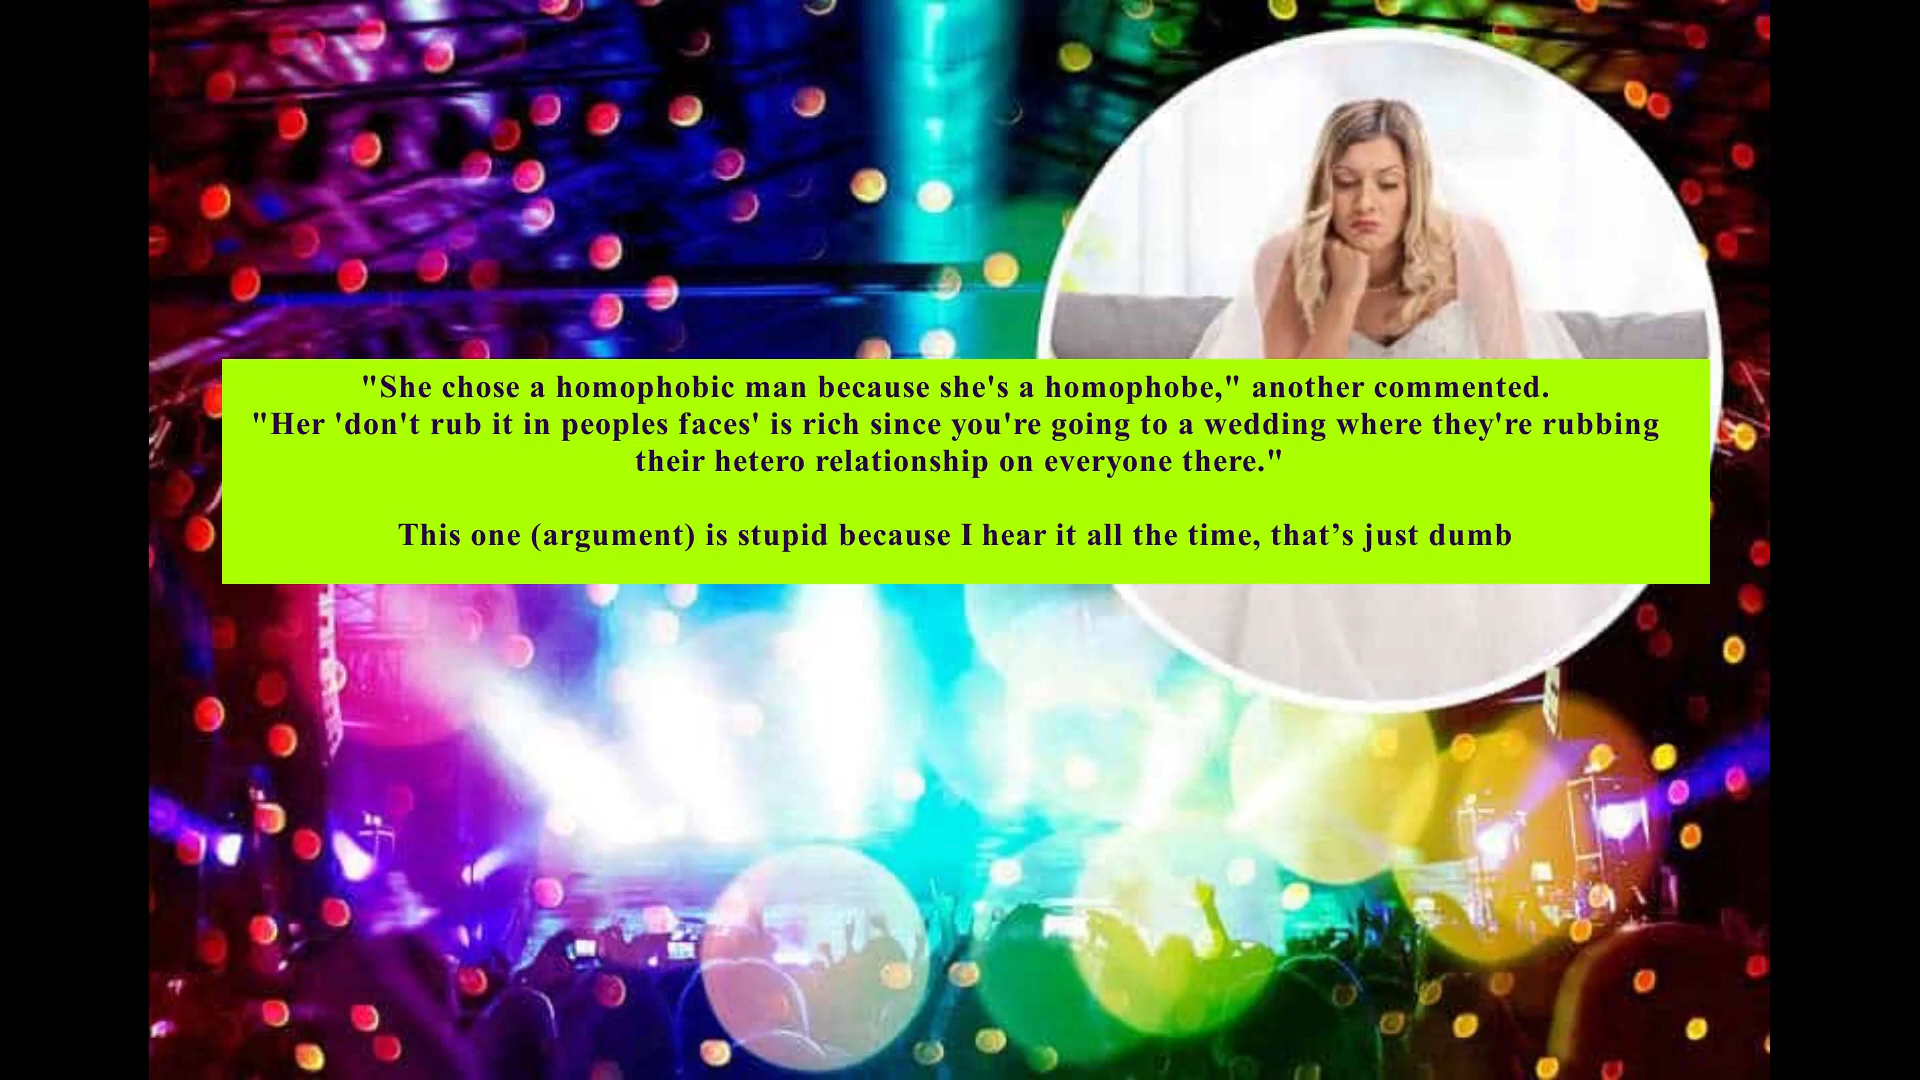 "She chose a homophobic man because she's a homophobe," another commented.
"Her 'don't rub it in peoples faces' is rich since you're going to a wedding where they're rubbing
their hetero relationship on everyone there."
This one (argument) is stupid because I hear it all the time, that’s just dumb